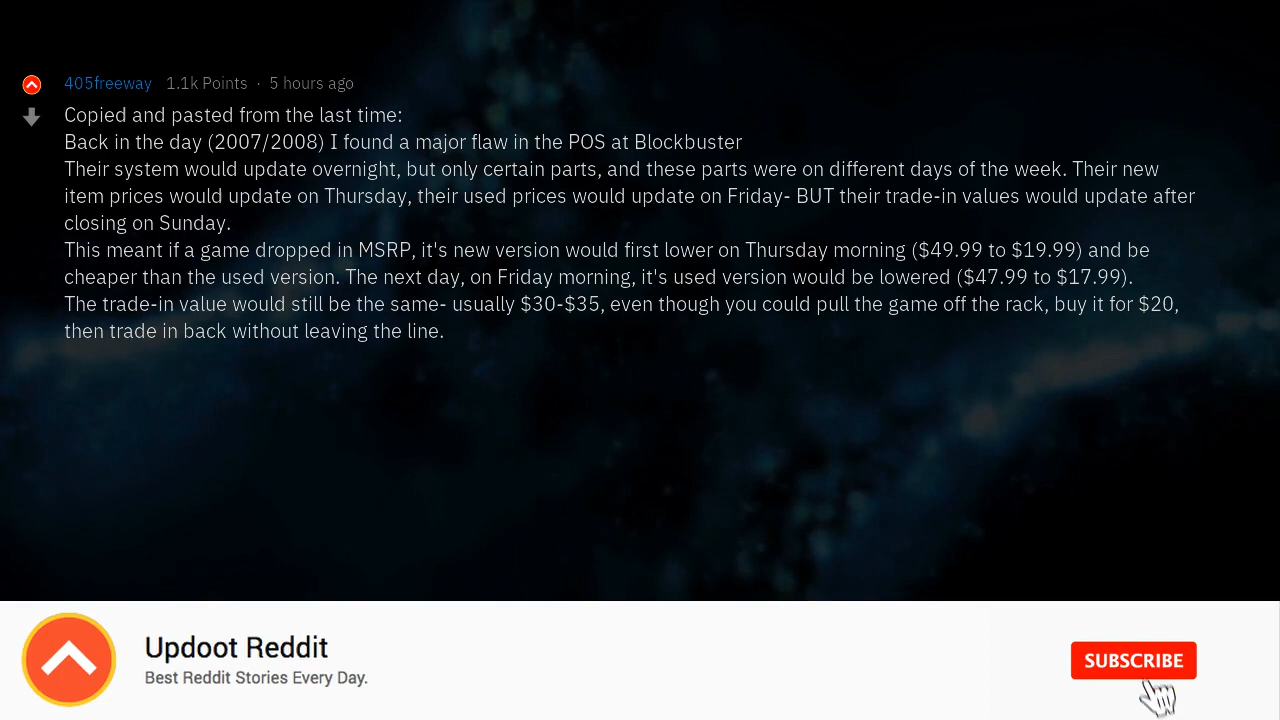 405freeway 1.1k Points · 5 hours ago
Copied and pasted from the last time:
Back in the day (2007/2008) I found a major flaw in the POS at Blockbuster
Their system would update overnight, but only certain parts, and these parts were on different days of the week. Their new
item prices would update on Thursday, their used prices would update on Friday- BUT their trade-in values would update after
closing on Sunday.
This meant if a game dropped in MSRP, it's new version would first lower on Thursday morning ($49.99 to $19.99) and be
cheaper than the used version. The next day, on Friday morning, it's used version would be lowered ($47.99 to $17.99).
The trade-in value would still be the same- usually $30-$35, even though you could pull the game off the rack, buy it for $20,
then trade in back without leaving the line.
Updoot Reddit
Best Reddit Stories Every Day.
SUBSCRIBE